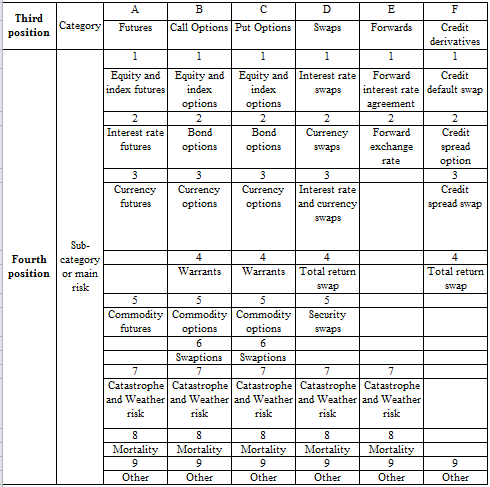 Third position Category A B C D E F
Futures Call Options Put Options Swaps Forwards Credit derivatives
Fourth position Sub-category or main risk
1 1 1 1 1 1
Equity and index futures Equity and index options Equity and index options Interest rate swaps Forward interest rate agreement Credit default swap
2 2 2 2 2 2
Interest rate futures Bond options Bond options Currency swaps Forward exchange rate Credit spread option
3 3 3 3 3
Currency futures Currency options Currency options Interest rate and currency swaps Credit spread swap
4 4 4 4
Warrants Warrants Total return swap Total return swap
5 5 5 5
Commodity futures Commodity options Commodity options Security swaps
6 6
Swaptions Swaptions
7 7 7 7 7
Catastrophe and Weather risk Catastrophe and Weather risk Catastrophe and Weather risk Catastrophe and Weather risk Catastrophe and Weather risk
8 8 8 8 8
Mortality Mortality Mortality Mortality Mortality
9 9 9 9 9 9
Other Other Other Other Other Other